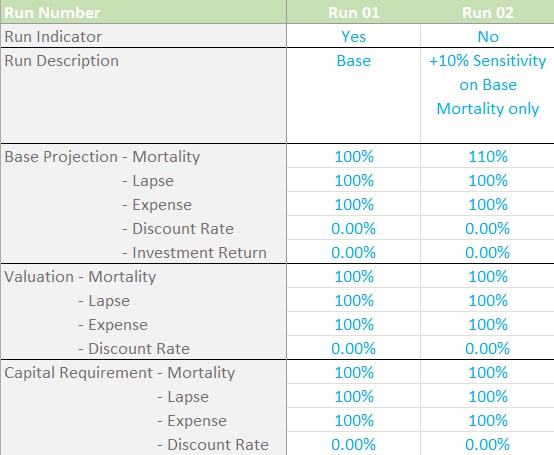 Run Number Run 01 Run 02
Run Indicator Yes No
Run Description Base +10% Sensitivity
on Base
Mortality only
Base Projection - Mortality 100% 110%
- Lapse 100% 100%
- Expense 100% 100%
- Discount Rate 0.00% 0.00%
- Investment Return 0.00% 0.00%
Valuation - Mortality 100% 100%
- Lapse 100% 100%
- Expense 100% 100%
- Discount Rate 0.00% 0.00%
Capital Requirement - Mortality 100% 100%
- Lapse 100% 100%
- Expense 100% 100%
- Discount Rate 0.00% 0.00%